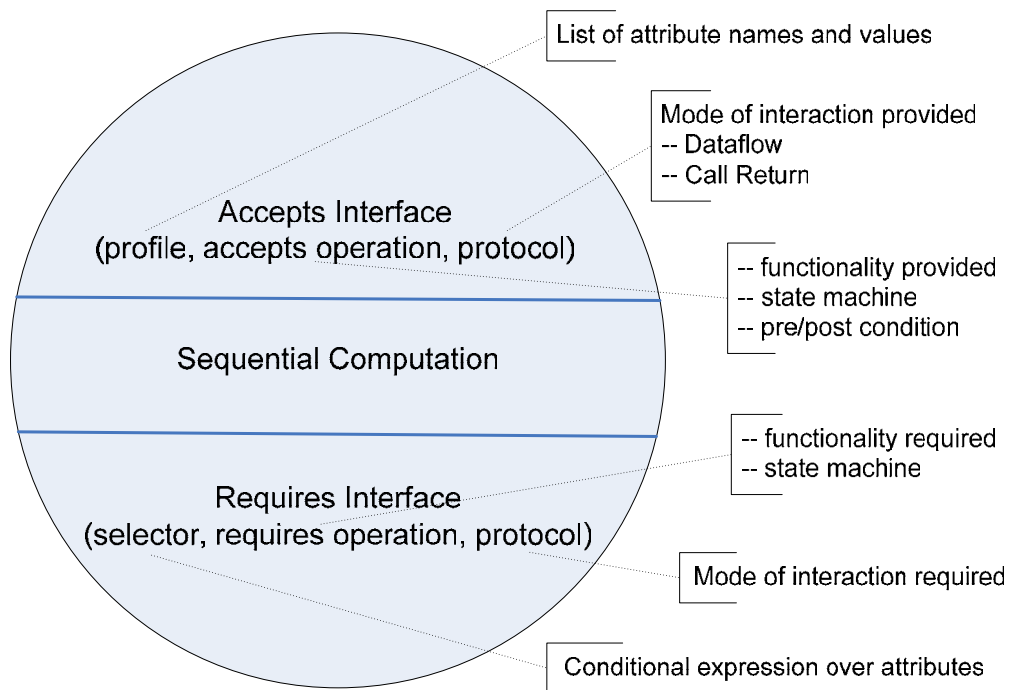 List of attribute names and values
Mode of interaction provided
-- Dataflow
-- Call Return
Accepts Interface
(profile, accepts operation, protocol)
-- functionality provided
-- state machine
-- pre/post condition
Sequential Computation
-- functionality required
-- state machine
Requires Interface
(selector, requires operation, protocol)
Mode of interaction required
Conditional expression over attributes